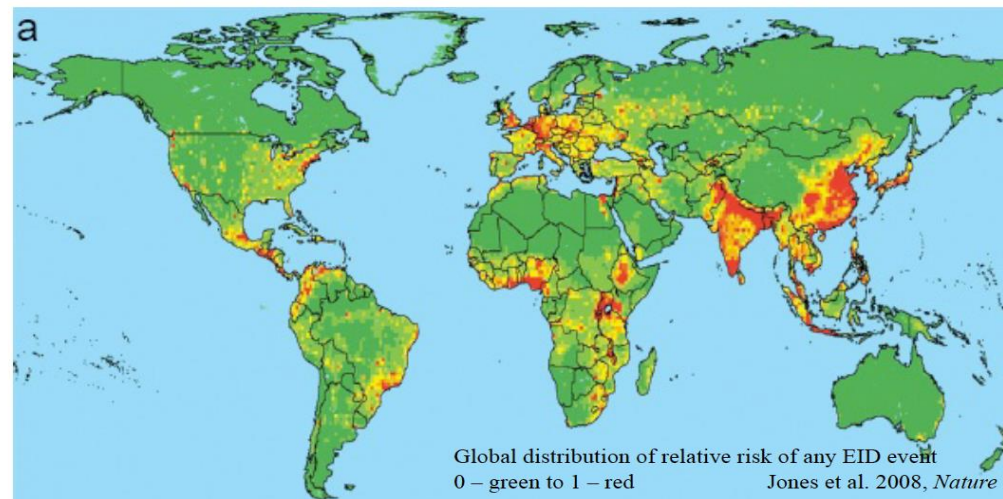 a
Global distribution of relative risk of any EID event
0 – green to 1 – red Jones et al. 2008, Nature